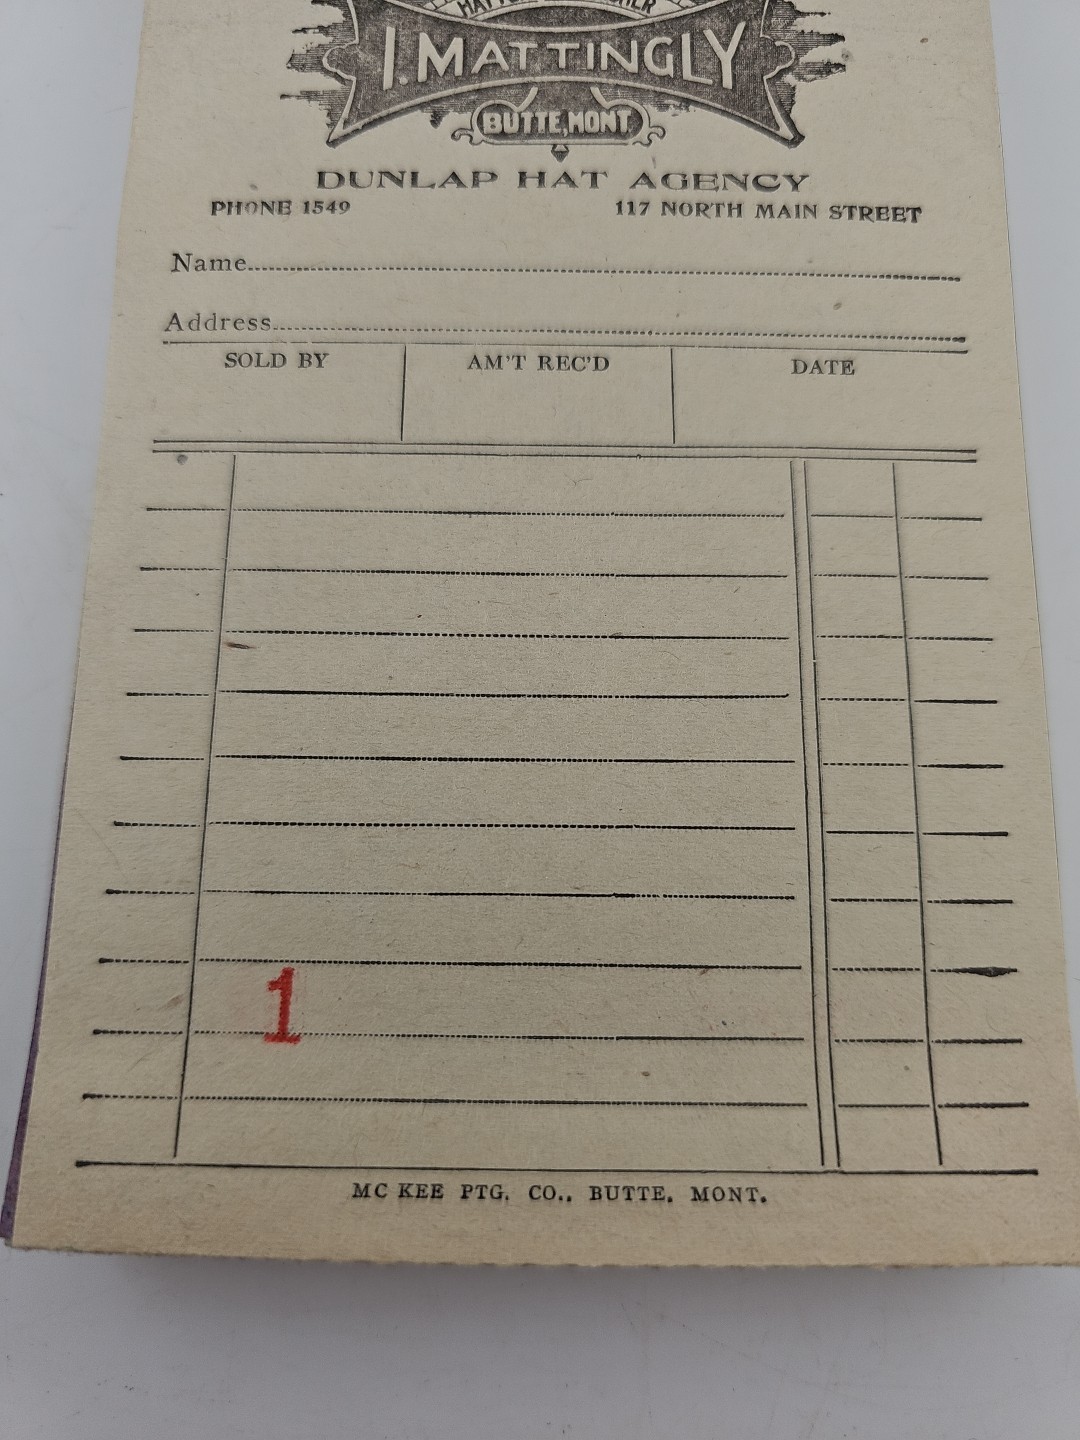 I. MATTINGLY
BUTTE, MONT.
DUNLAP HAT AGENCY
PHONE 1549 117 NORTH MAIN STREET
Name
Address
SOLD BY AM'T REC'D DATE
1
MC KEE PTG. CO., BUTTE, MONT.